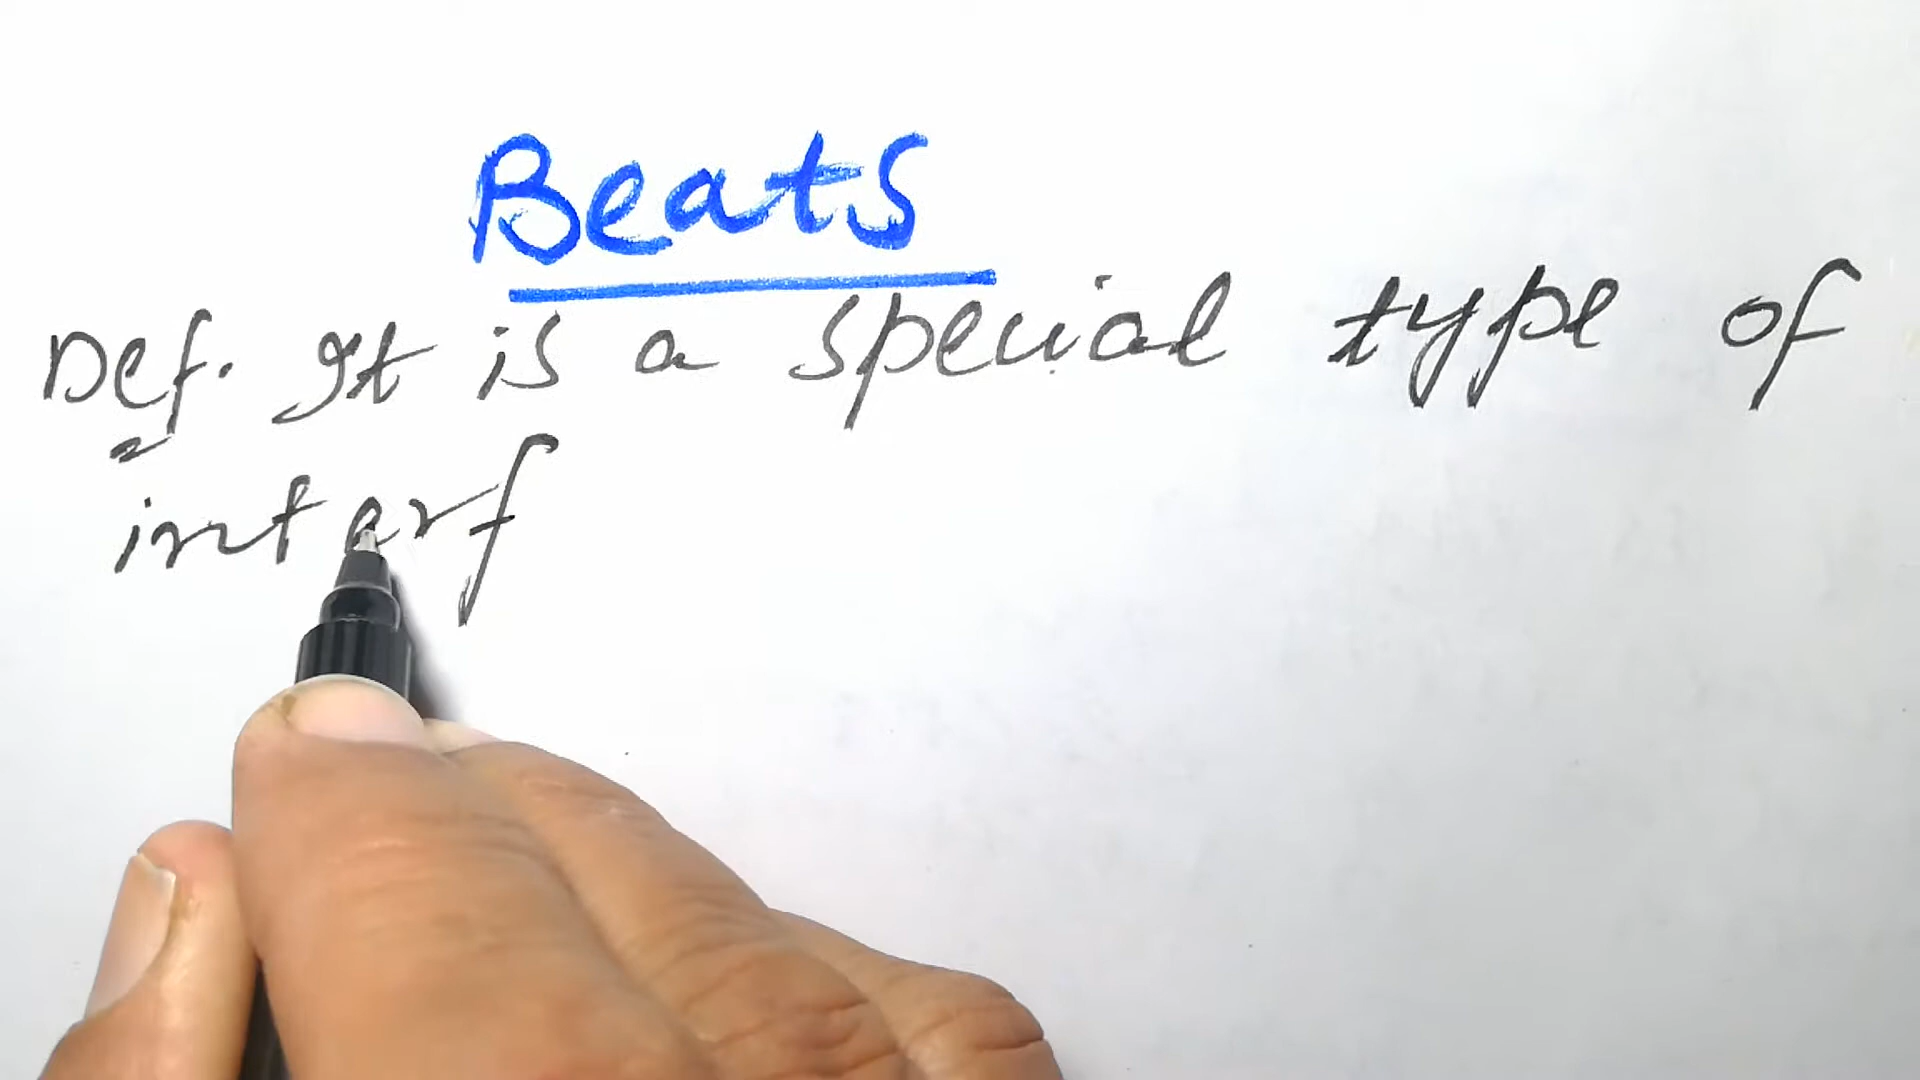 Beats
Def. It is a special type of
interf